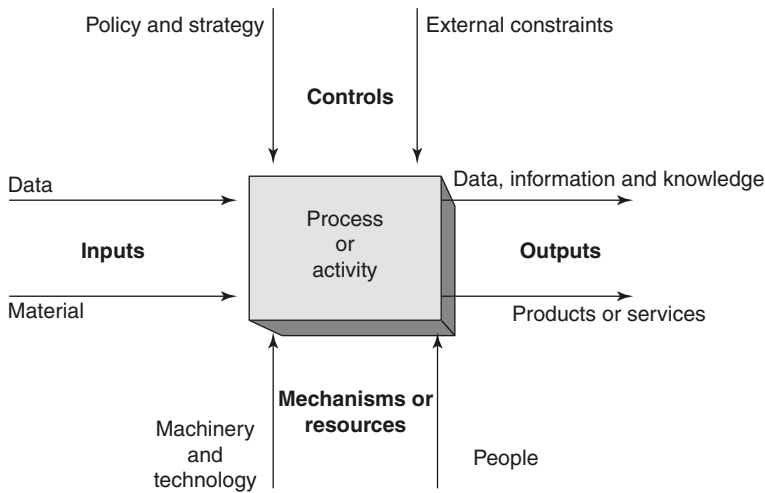 Policy and strategy
External constraints
Controls
Data
Data, information and knowledge
Process
or
activity
Inputs
Outputs
Material
Products or services
Mechanisms or
resources
Machinery
and
technology
People